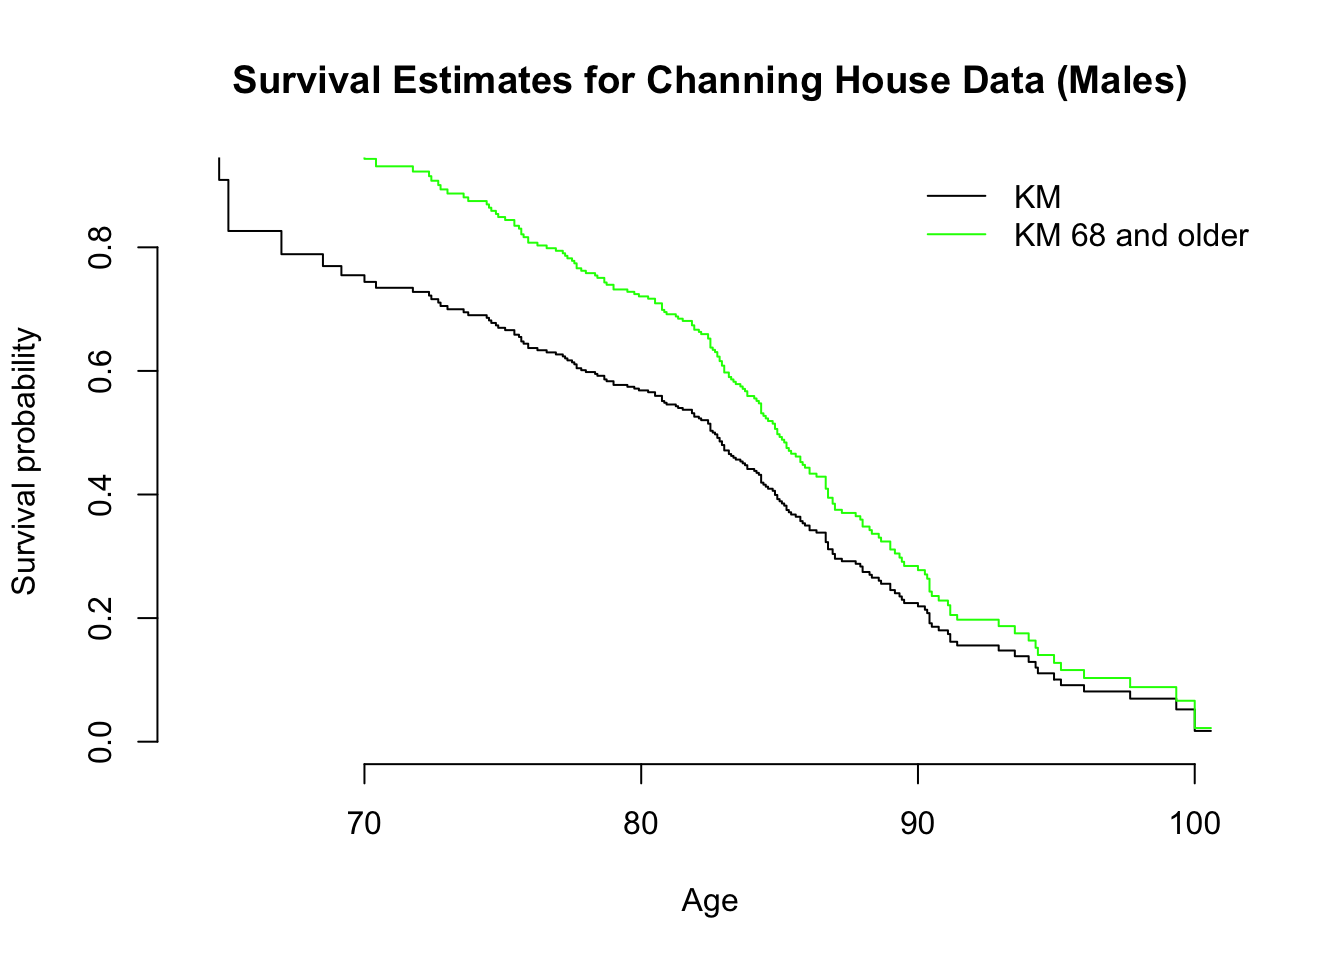 Survival Estimates for Channing House Data (Males)
KM
KM 68 and older
Survival probability
0.8
0.6
0.4
0.2
0.0
70 80 90 100
Age